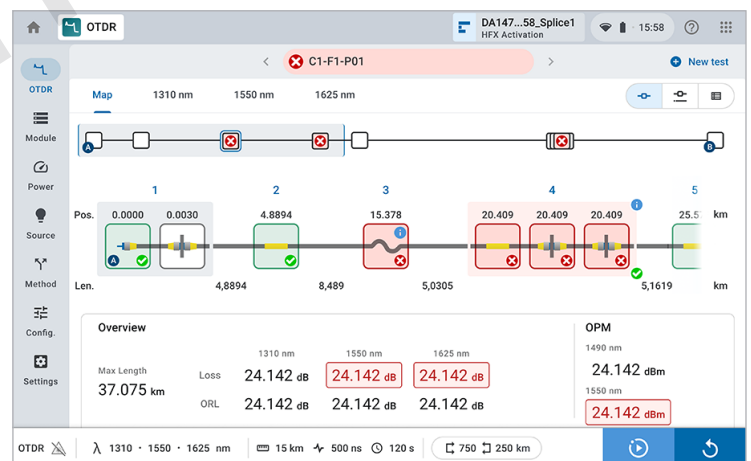 OTDR
DA147...58_Splice1
HFX Activation
15:58
C1-F1-P01
New test
OTDR
Module
Power
Source
Method
Config.
Settings
Map 1310 nm 1550 nm 1625 nm
A B
1 2 3 4 5
Pos. 0.0000 0.0030 4.8894 15.378 20.409 20.409 20.409 25.5 km
A
Len. 4,8894 8,489 5,0305 5,1619 km
Overview
1310 nm 1550 nm 1625 nm
Max Length
37.075 km
Loss 24.142 dB 24.142 dB 24.142 dB
ORL 24.142 dB 24.142 dB 24.142 dB
OPM
1490 nm
24.142 dBm
1550 nm
24.142 dBm
OTDR λ 1310 · 1550 · 1625 nm 15 km 500 ns 120 s 750 250 km